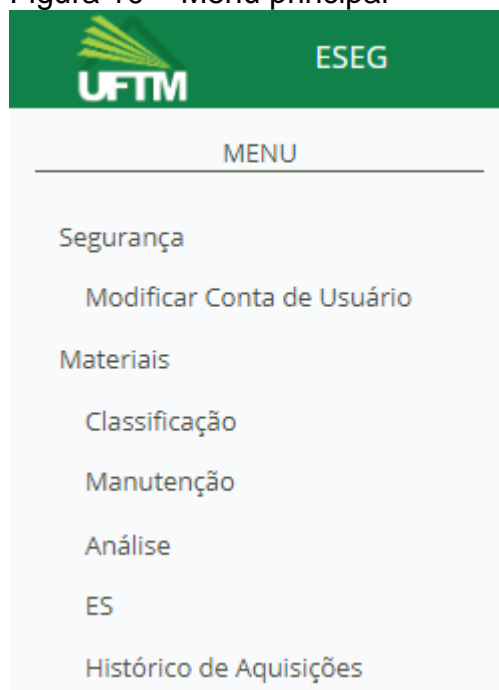 Figura 10 – Menu principal
UFTM
ESEG
MENU
Segurança
Modificar Conta de Usuário
Materiais
Classificação
Manutenção
Análise
ES
Histórico de Aquisições